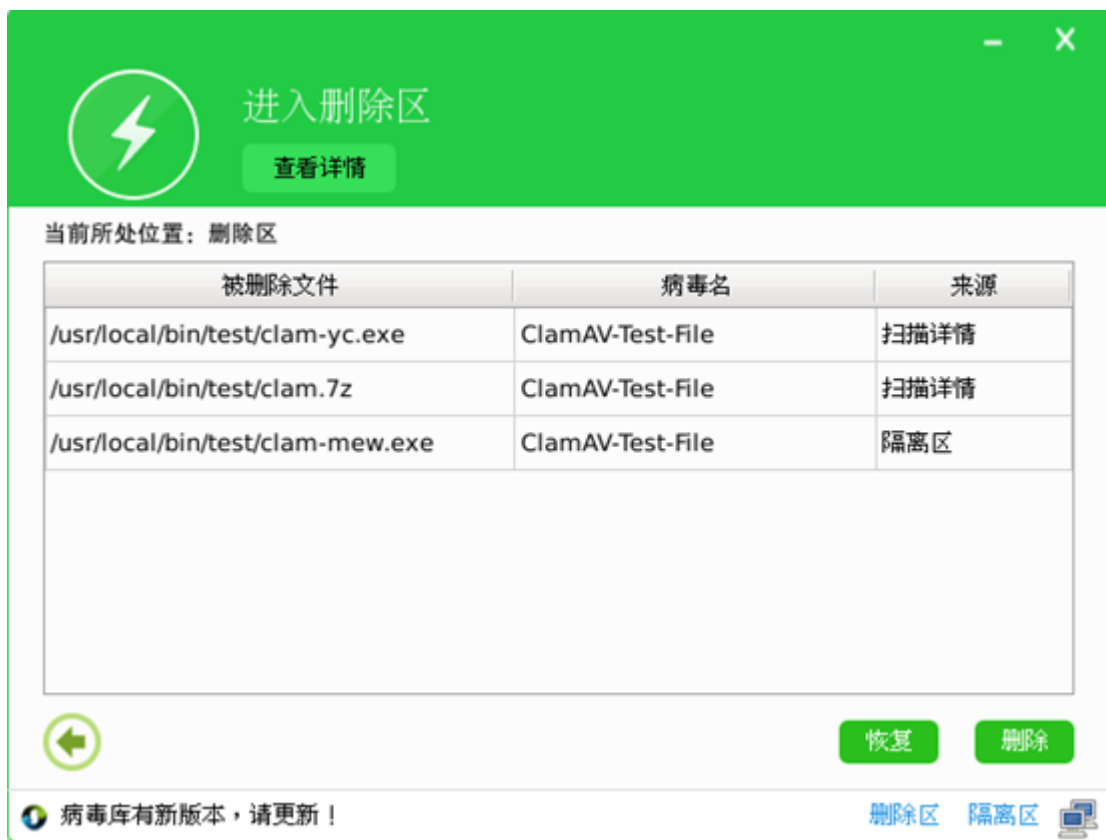 进入删除区
查看详情
当前所处位置：删除区
被删除文件 病毒名 来源
/usr/local/bin/test/clam-yc.exe ClamAV-Test-File 扫描详情
/usr/local/bin/test/clam.7z ClamAV-Test-File 扫描详情
/usr/local/bin/test/clam-mew.exe ClamAV-Test-File 隔离区
恢复 删除
病毒库有新版本，请更新！ 删除区 隔离区